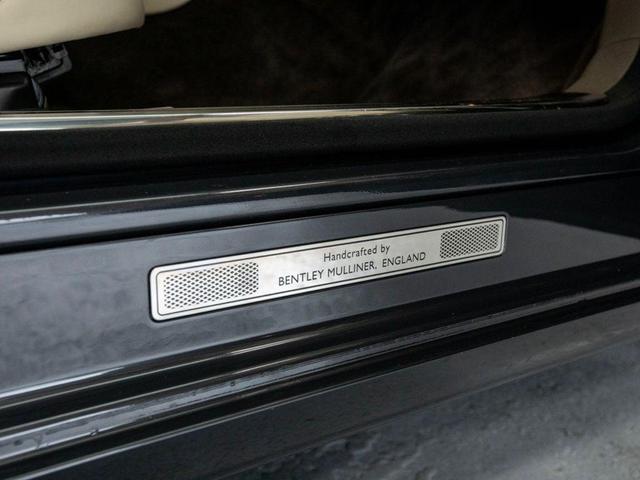 Handcrafted by
BENTLEY MULLINER, ENGLAND